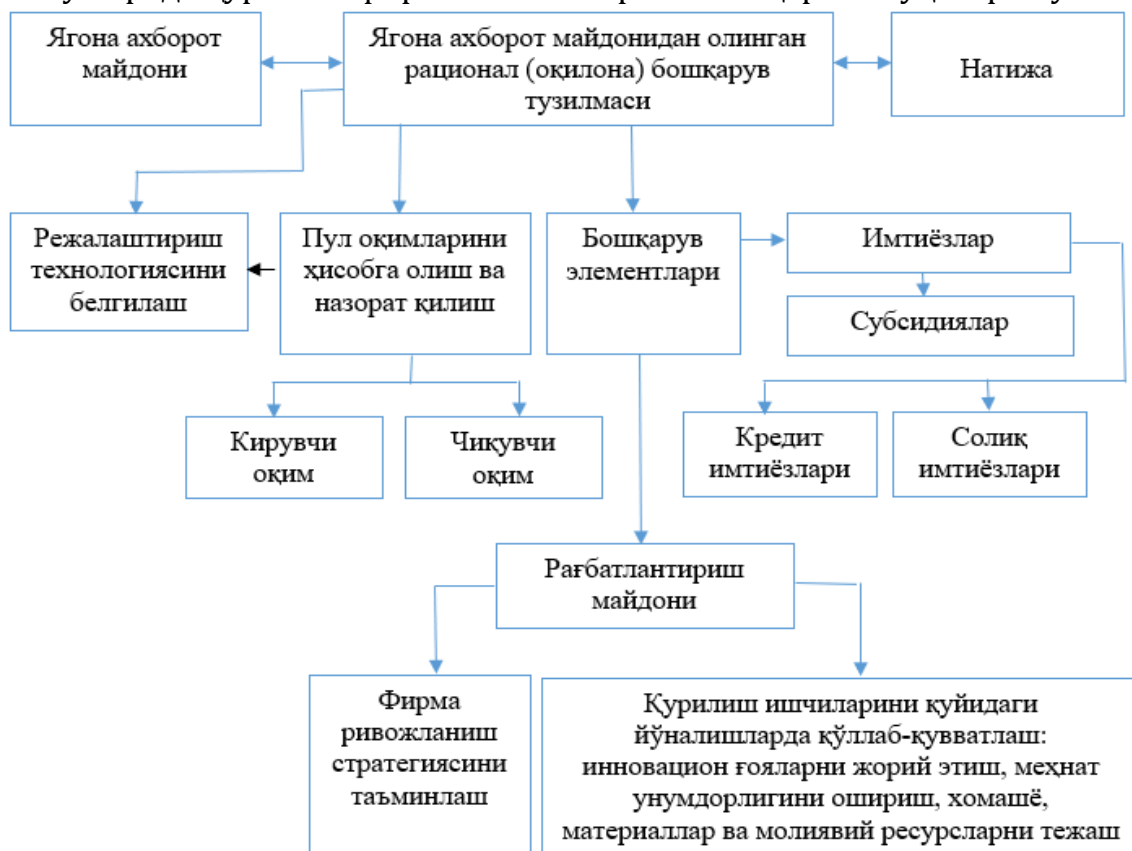 Ягона ахборот
майдони
Ягона ахборот майдонидан олинган
рационал (оқилона) бошқарув
тузилмаси
Натижа
Режалаштириш
технологиясини
белгилаш
Пул оқимларини
ҳисобга олиш ва
назорат қилиш
Бошқарув
элементлари
Имтиёзлар
Субсидиялар
Кирувчи
оқим
Чиқувчи
оқим
Кредит
имтиёзлари
Солиқ
имтиёзлари
Рағбатлантириш
майдони
Фирма
ривожланиш
стратегиясини
таъминлаш
Қурилиш ишчиларини қуйидаги
йўналишларда қўллаб-қувватлаш:
инновацион ғояларни жорий этиш, меҳнат
унумдорлигини ошириш, хомашё,
материаллар ва молиявий ресурсларни тежаш